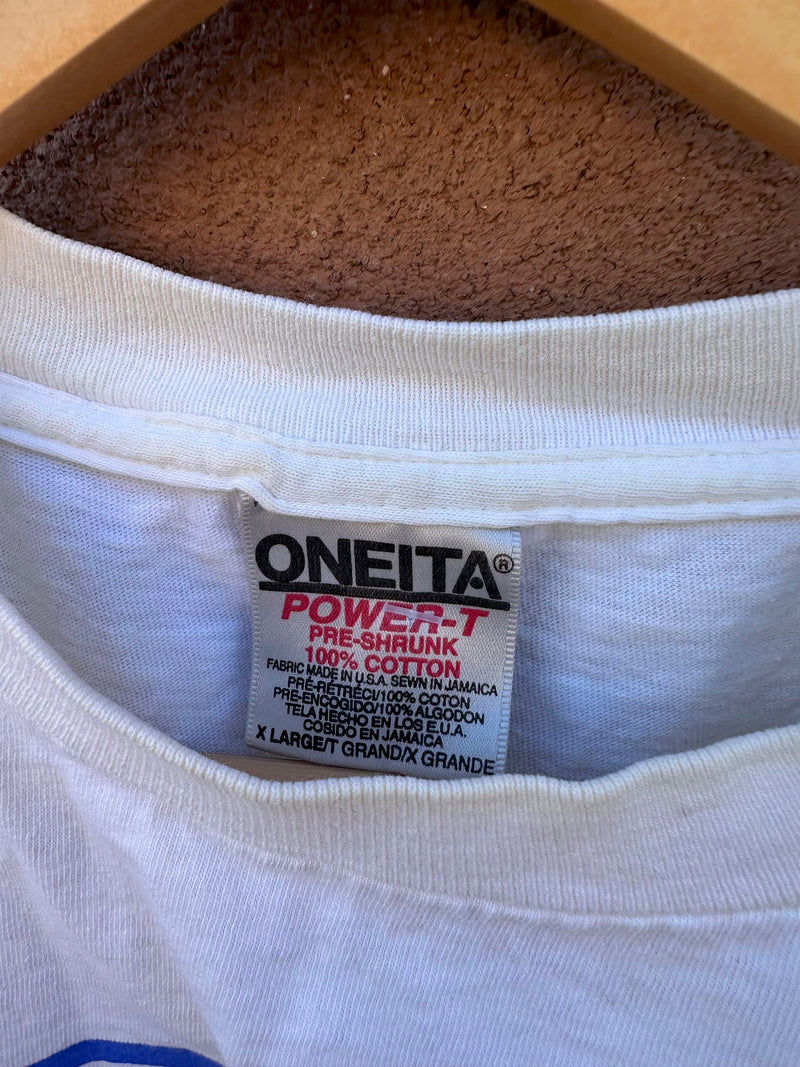 ONEITA®
POWER-T
PRE-SHRUNK
100% COTTON
FABRIC MADE IN U.S.A. SEWN IN JAMAICA
PRÉ-RÉTRÉCI/100% COTON
PRE-ENCOGIDO/100% ALGODON
TELA HECHO EN LOS E.U.A.
COSIDO EN JAMAICA
X LARGE/T GRAND/X GRANDE